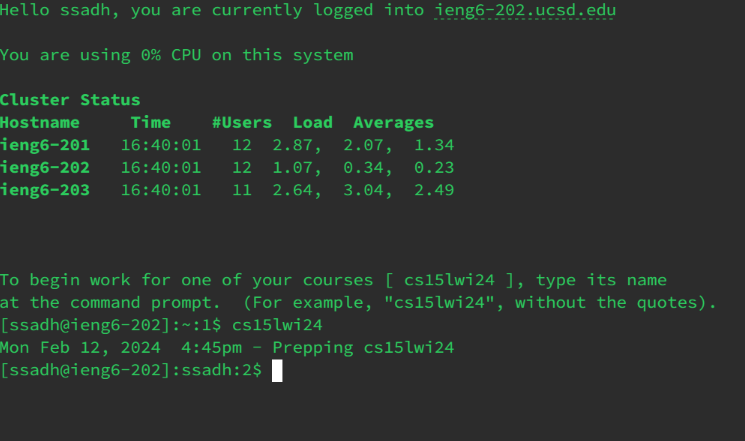 Hello ssadh, you are currently logged into ieng6-202.ucsd.edu
You are using 0% CPU on this system
Cluster Status
Hostname     Time    #Users  Load  Averages
ieng6-201   16:40:01   12  2.87,  2.07,  1.34
ieng6-202   16:40:01   12  1.07,  0.34,  0.23
ieng6-203   16:40:01   11  2.64,  3.04,  2.49
To begin work for one of your courses [ cs15lwi24 ], type its name
at the command prompt.  (For example, "cs15lwi24", without the quotes).
[ssadh@ieng6-202]:~:1$ cs15lwi24
Mon Feb 12, 2024  4:45pm - Prepping cs15lwi24
[ssadh@ieng6-202]:ssadh:2$